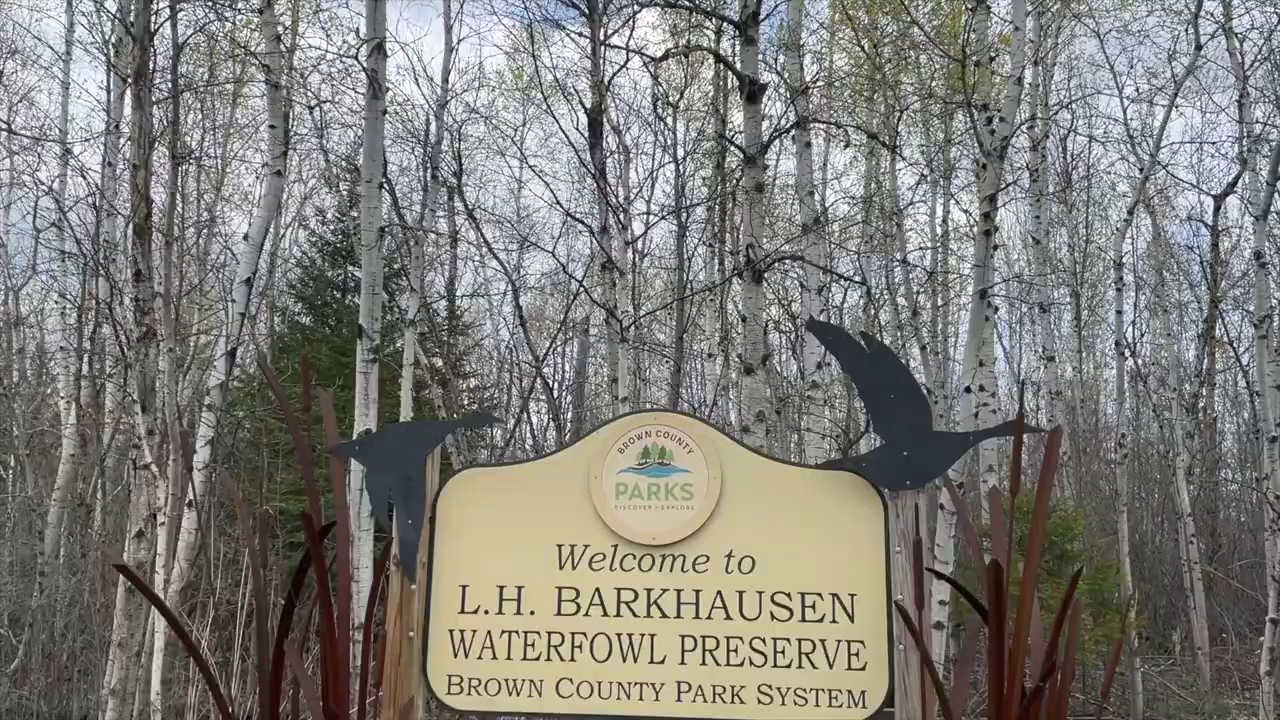 BROWN COUNTY
PARKS
DISCOVER • EXPLORE
Welcome to
L.H. BARKHAUSEN
WATERFOWL PRESERVE
BROWN COUNTY PARK SYSTEM